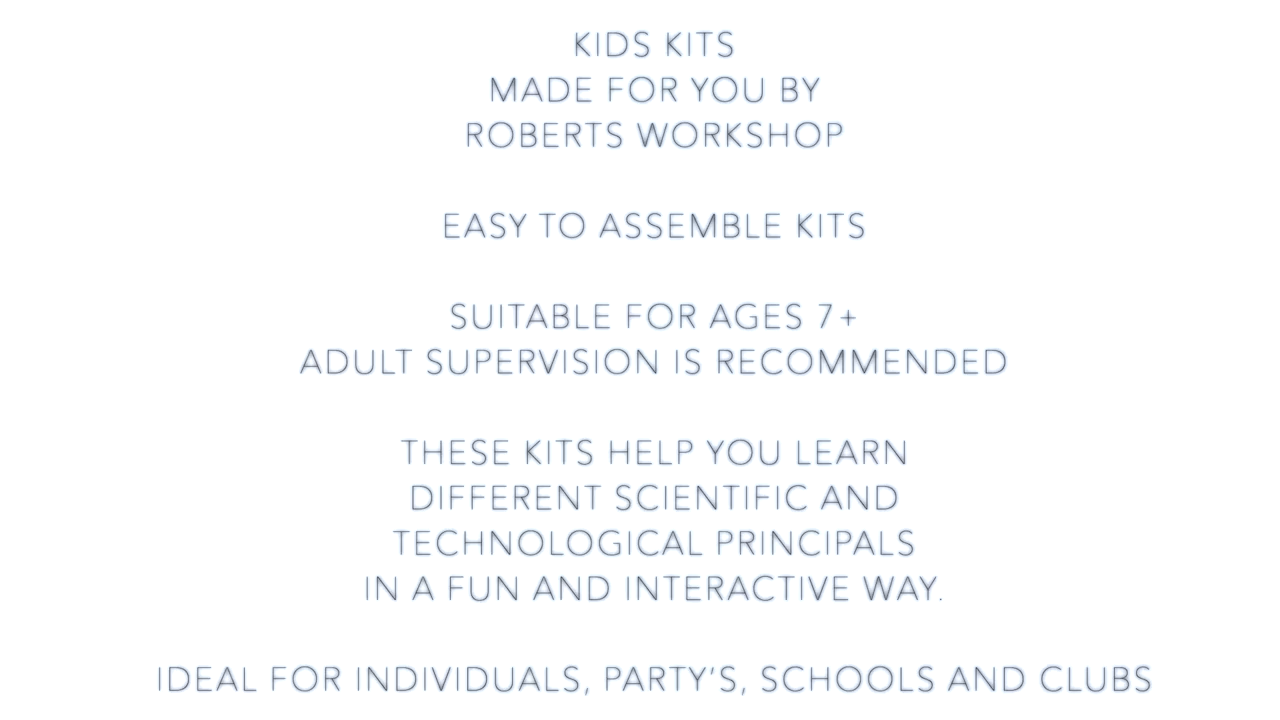 KIDS KITS
MADE FOR YOU BY
ROBERTS WORKSHOP
EASY TO ASSEMBLE KITS
SUITABLE FOR AGES 7+
ADULT SUPERVISION IS RECOMMENDED
THESE KITS HELP YOU LEARN
DIFFERENT SCIENTIFIC AND
TECHNOLOGICAL PRINCIPALS
IN A FUN AND INTERACTIVE WAY.
IDEAL FOR INDIVIDUALS, PARTY'S, SCHOOLS AND CLUBS